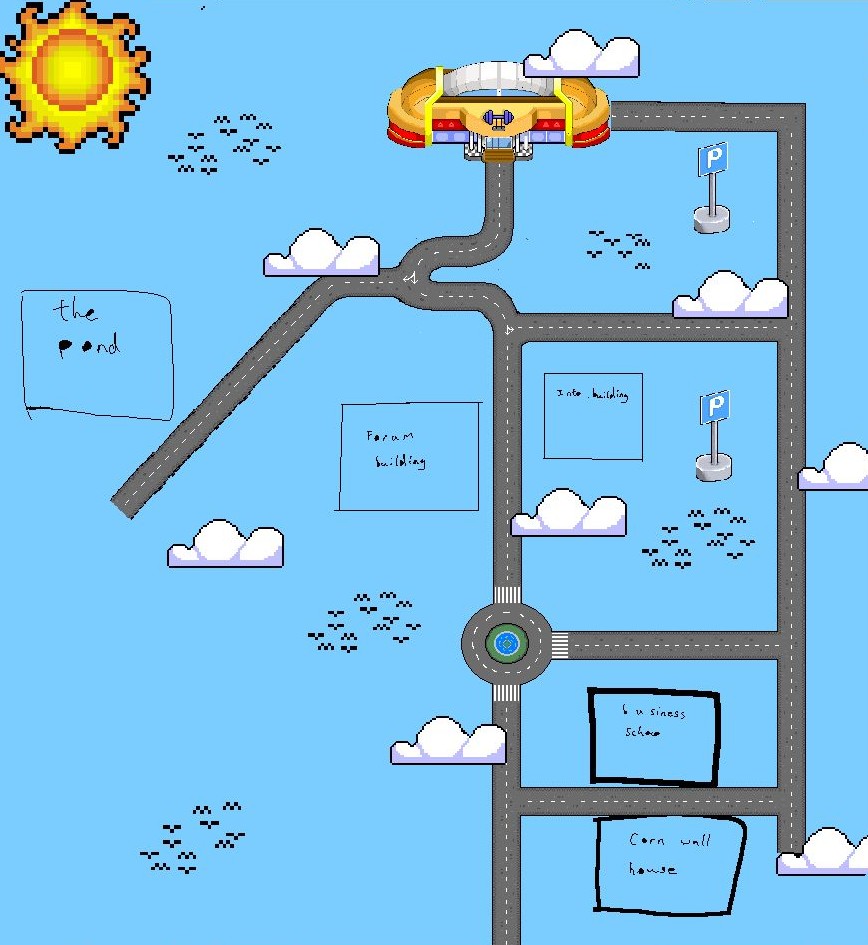 P
the
pond
Into building
P
Forum
building
business
schoo
Corn wall
house